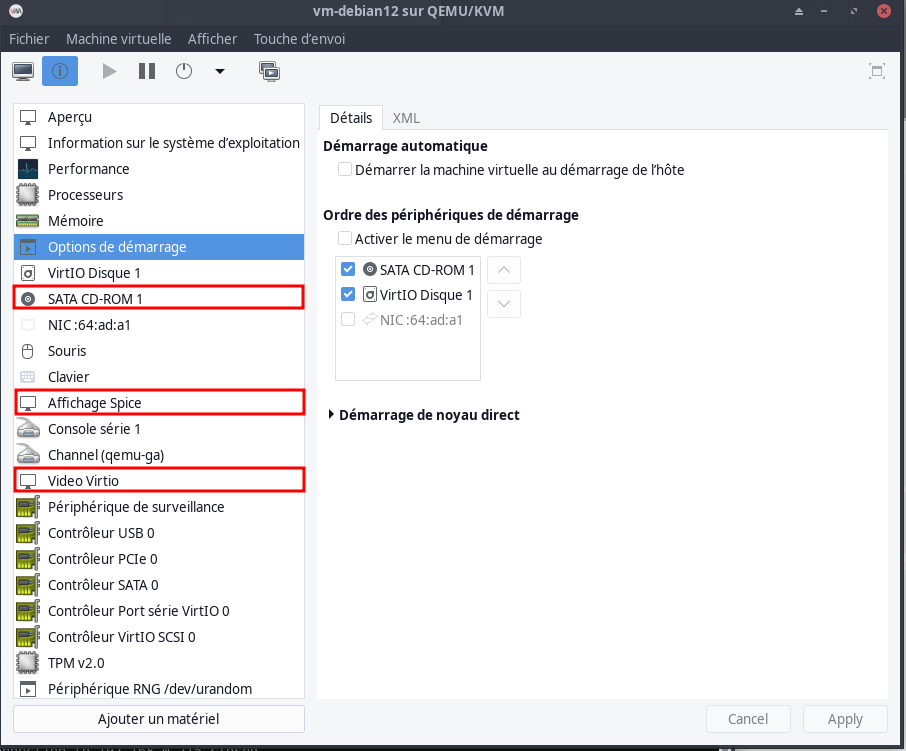 vm-debian12 sur QEMU/KVM
Fichier Machine virtuelle Afficher Touche d'envoi
Aperçu
Information sur le système d'exploitation
Performance
Processeurs
Mémoire
Options de démarrage
VirtIO Disque 1
SATA CD-ROM 1
NIC :64:ad:a1
Souris
Clavier
Affichage Spice
Console série 1
Channel (qemu-ga)
Video Virtio
Périphérique de surveillance
Contrôleur USB 0
Contrôleur PCIe 0
Contrôleur SATA 0
Contrôleur Port série VirtIO 0
Contrôleur VirtIO SCSI 0
TPM v2.0
Périphérique RNG /dev/urandom
Ajouter un matériel
Détails XML
Démarrage automatique
Démarrer la machine virtuelle au démarrage de l'hôte
Ordre des périphériques de démarrage
Activer le menu de démarrage
SATA CD-ROM 1
VirtIO Disque 1
NIC :64:ad:a1
Démarrage de noyau direct
Cancel Apply